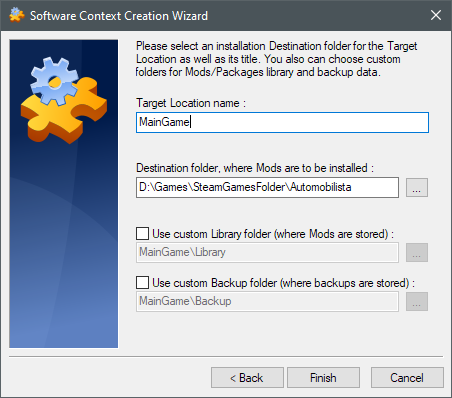 Software Context Creation Wizard
Please select an installation Destination folder for the Target
Location as well as its title. You also can choose custom
folders for Mods/Packages library and backup data.
Target Location name :
MainGame
Destination folder, where Mods are to be installed :
D:\Games\SteamGamesFolder\Automobilista
...
Use custom Library folder (where Mods are stored) :
MainGame\Library
...
Use custom Backup folder (where backups are stored) :
MainGame\Backup
...
< Back
Finish
Cancel